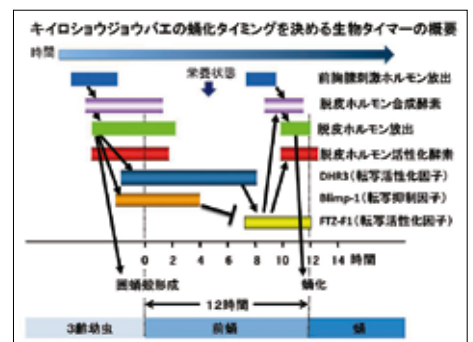 キイロショウジョウバエの蛹化タイミングを決める生物タイマーの概要
時間
栄養状態
前胸腺刺激ホルモン放出
脱皮ホルモン合成酵素
脱皮ホルモン放出
脱皮ホルモン活性化酵素
DHR3(転写活性化因子)
Blimp-1(転写抑制因子)
FTZ-F1(転写活性化因子)
0 2 4 6 8 10 12 14 時間
囲蛹殻形成
蛹化
12時間
3齢幼虫
前蛹
蛹